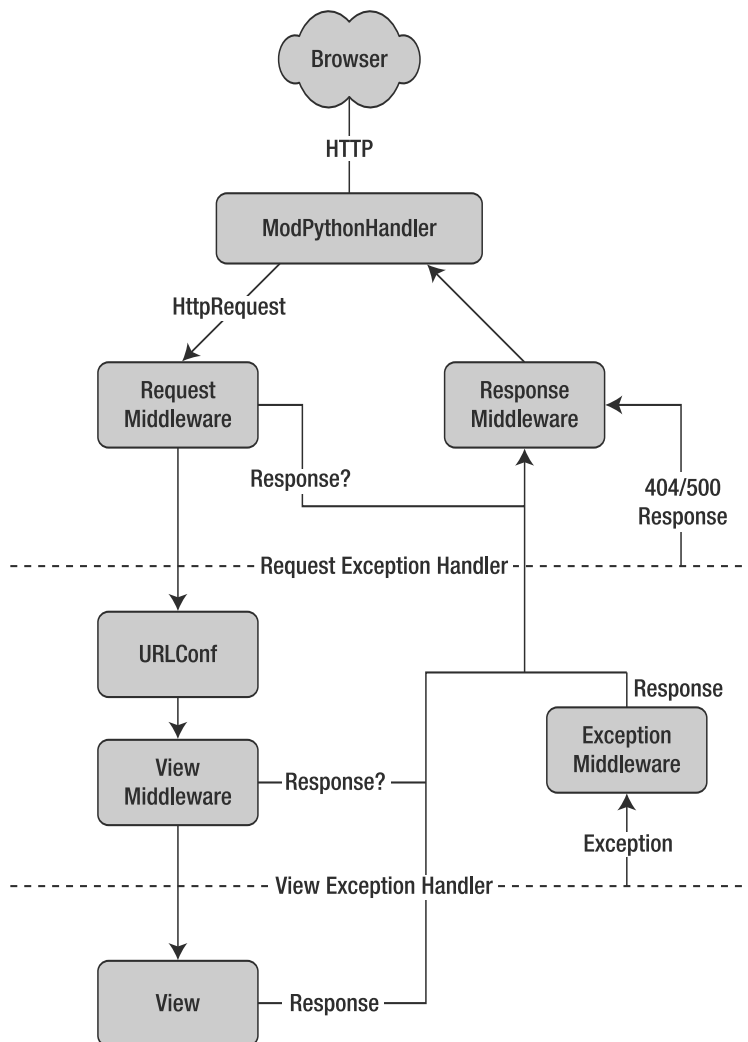 Browser
HTTP
ModPythonHandler
HttpRequest
Request
Middleware
Response
Middleware
Response?
404/500
Response
Request Exception Handler
URLConf
Response
View
Middleware
Response?
Exception
Middleware
Exception
View Exception Handler
View
Response